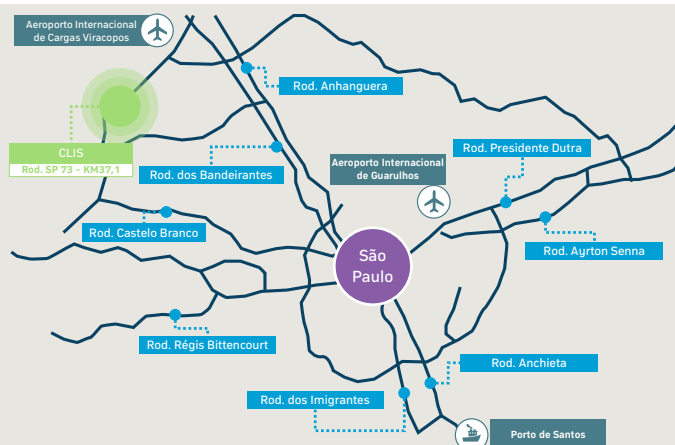 Aeroporto Internacional
de Cargas Viracopos
Rod. Anhanguera
CLIS
Rod. SP 73 – KM37,1
Rod. dos Bandeirantes
Aeroporto Internacional
de Guarulhos
Rod. Presidente Dutra
Rod. Castelo Branco
São
Paulo
Rod. Ayrton Senna
Rod. Régis Bittencourt
Rod. Anchieta
Rod. dos Imigrantes
Porto de Santos